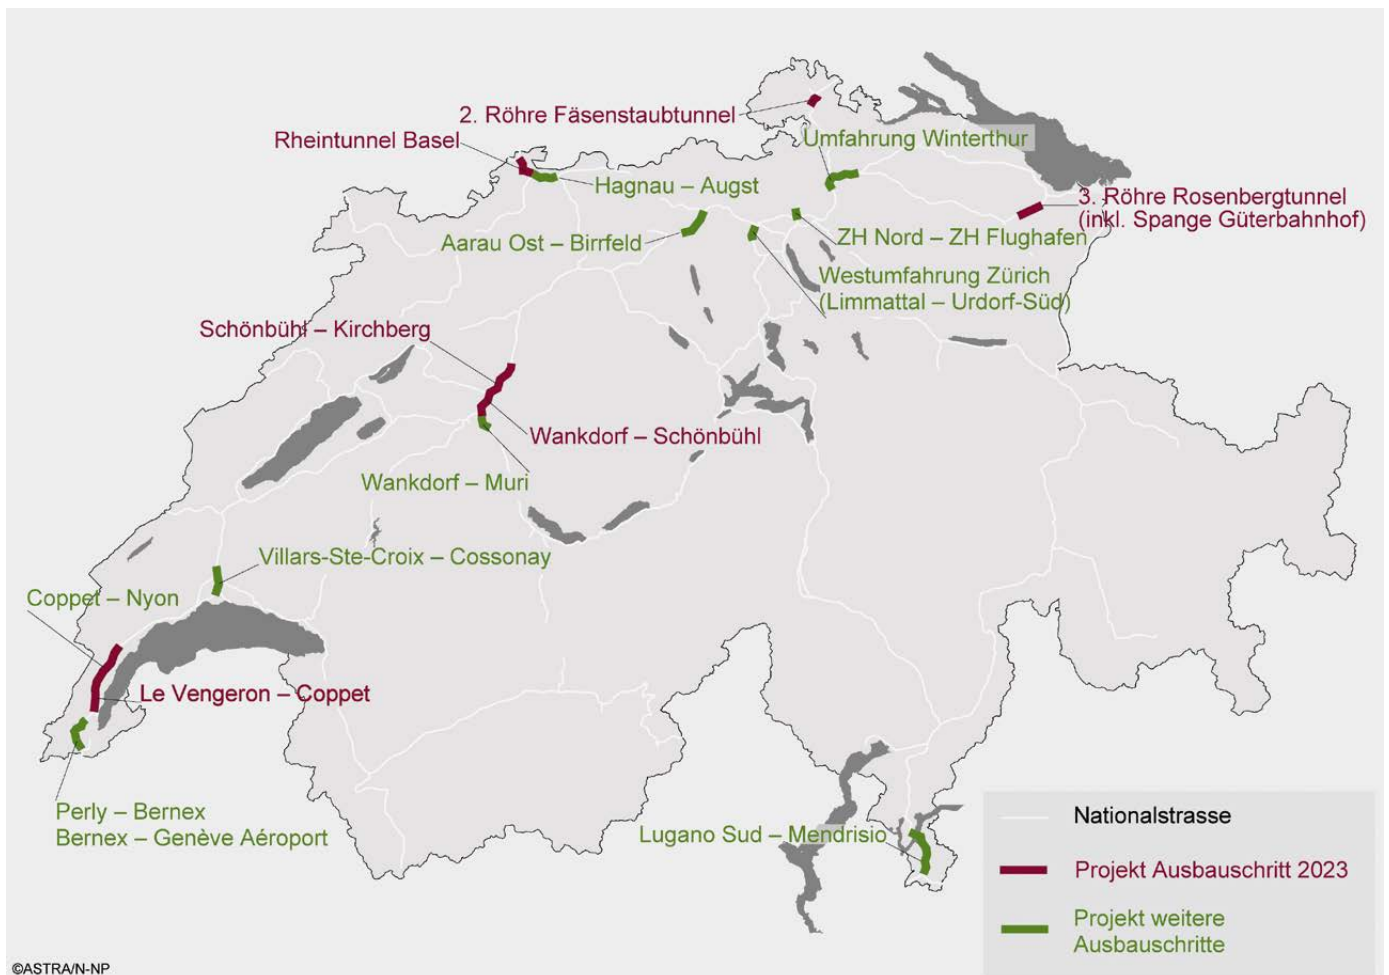 2. Röhre Fäsenstaubtunnel
Rheintunnel Basel
Umfahrung Winterthur
Hagnau – Augst
3. Röhre Rosenbergtunnel
(inkl. Spange Güterbahnhof)
Aarau Ost – Birrfeld
ZH Nord – ZH Flughafen
Westumfahrung Zürich
(Limmattal – Urdorf-Süd)
Schönbühl – Kirchberg
Wankdorf – Schönbühl
Wankdorf – Muri
Villars-Ste-Croix – Cossonay
Coppet – Nyon
Le Vengeron – Coppet
Perly – Bernex
Bernex – Genève Aéroport
Lugano Sud – Mendrisio
Nationalstrasse
Projekt Ausbauschritt 2023
Projekt weitere
Ausbauschritte
©ASTRA/N-NP